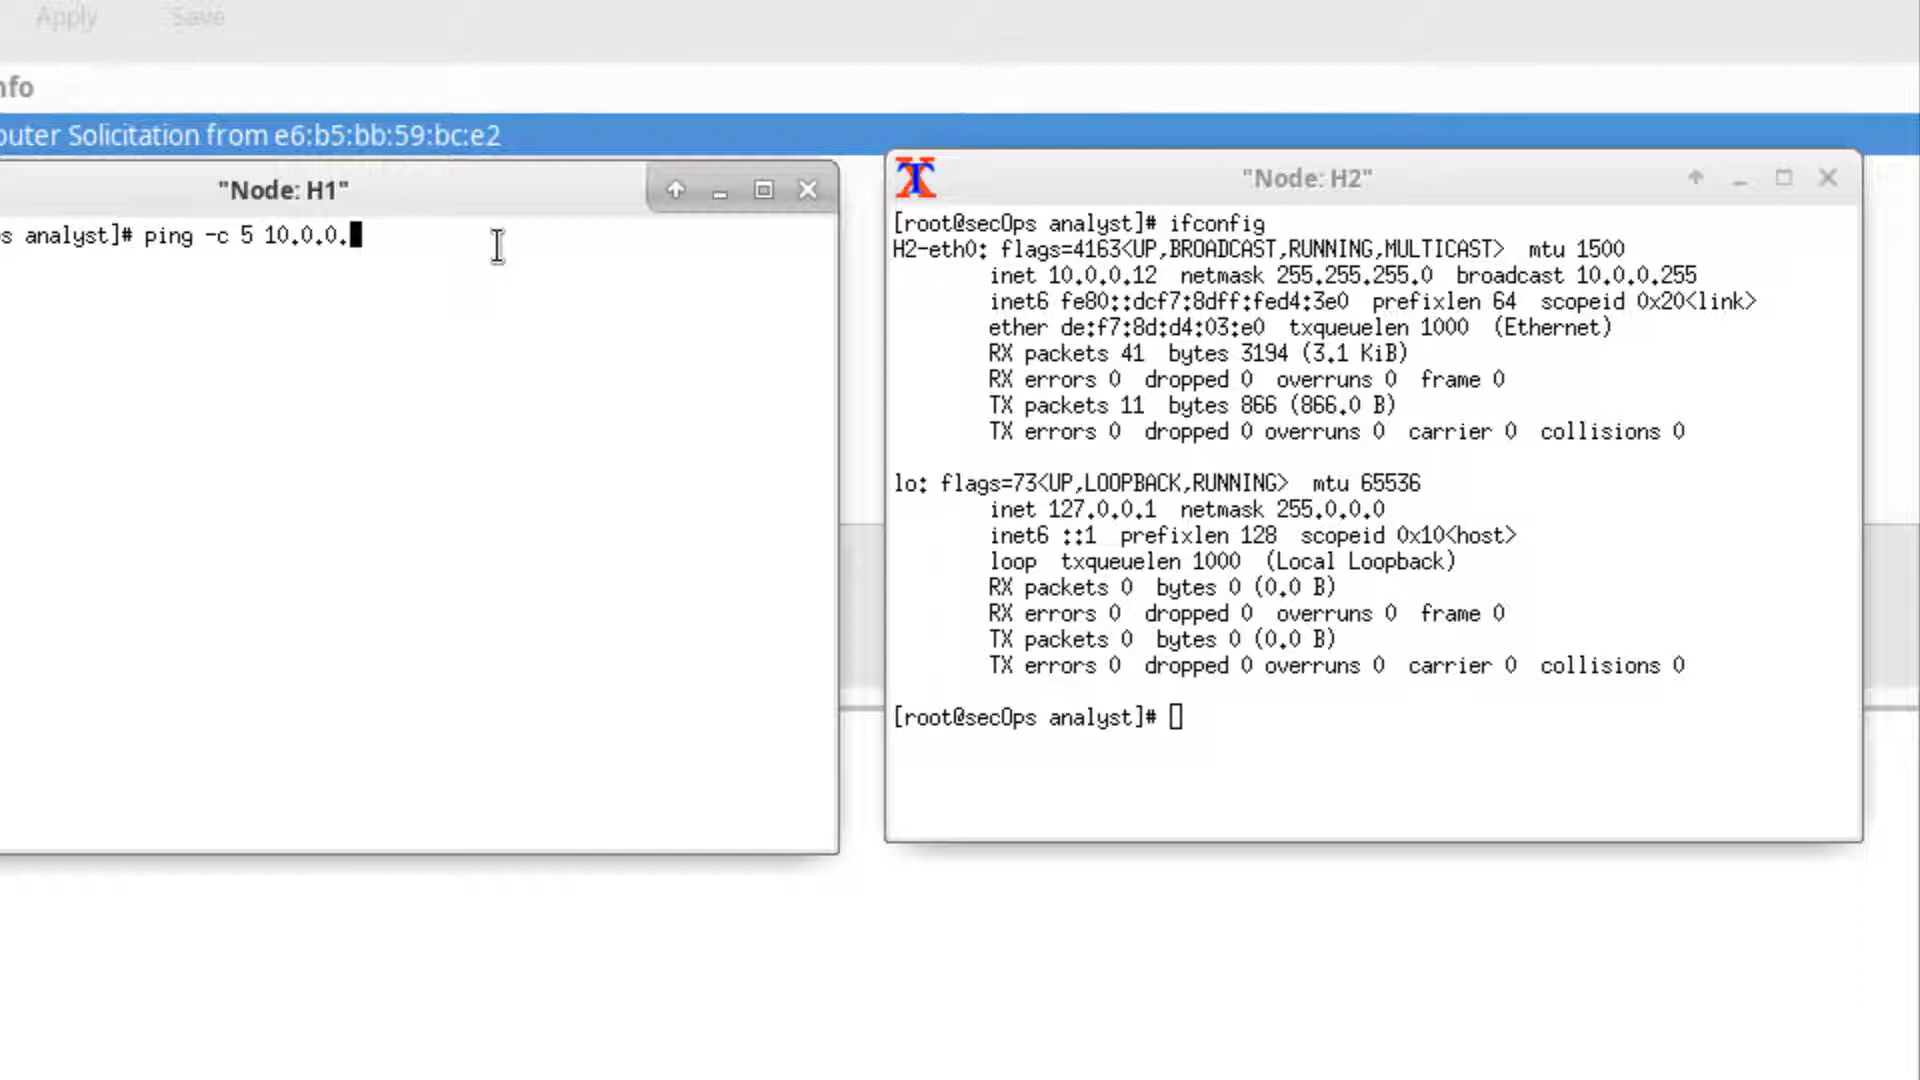 Apply Save
nfo
outer Solicitation from e6:b5:bb:59:bc:e2
"Node: H1"
s analyst]# ping -c 5 10.0.0.
"Node: H2"
[root@secOps analyst]# ifconfig
H2-eth0: flags=4163<UP,BROADCAST,RUNNING,MULTICAST>  mtu 1500
        inet 10.0.0.12  netmask 255.255.255.0  broadcast 10.0.0.255
        inet6 fe80::dcf7:8dff:fed4:3e0  prefixlen 64  scopeid 0x20<link>
        ether de:f7:8d:d4:03:e0  txqueuelen 1000  (Ethernet)
        RX packets 41  bytes 3194 (3.1 KiB)
        RX errors 0  dropped 0  overruns 0  frame 0
        TX packets 11  bytes 866 (866.0 B)
        TX errors 0  dropped 0 overruns 0  carrier 0  collisions 0
lo: flags=73<UP,LOOPBACK,RUNNING>  mtu 65536
        inet 127.0.0.1  netmask 255.0.0.0
        inet6 ::1  prefixlen 128  scopeid 0x10<host>
        loop  txqueuelen 1000  (Local Loopback)
        RX packets 0  bytes 0 (0.0 B)
        RX errors 0  dropped 0  overruns 0  frame 0
        TX packets 0  bytes 0 (0.0 B)
        TX errors 0  dropped 0 overruns 0  carrier 0  collisions 0
[root@secOps analyst]#